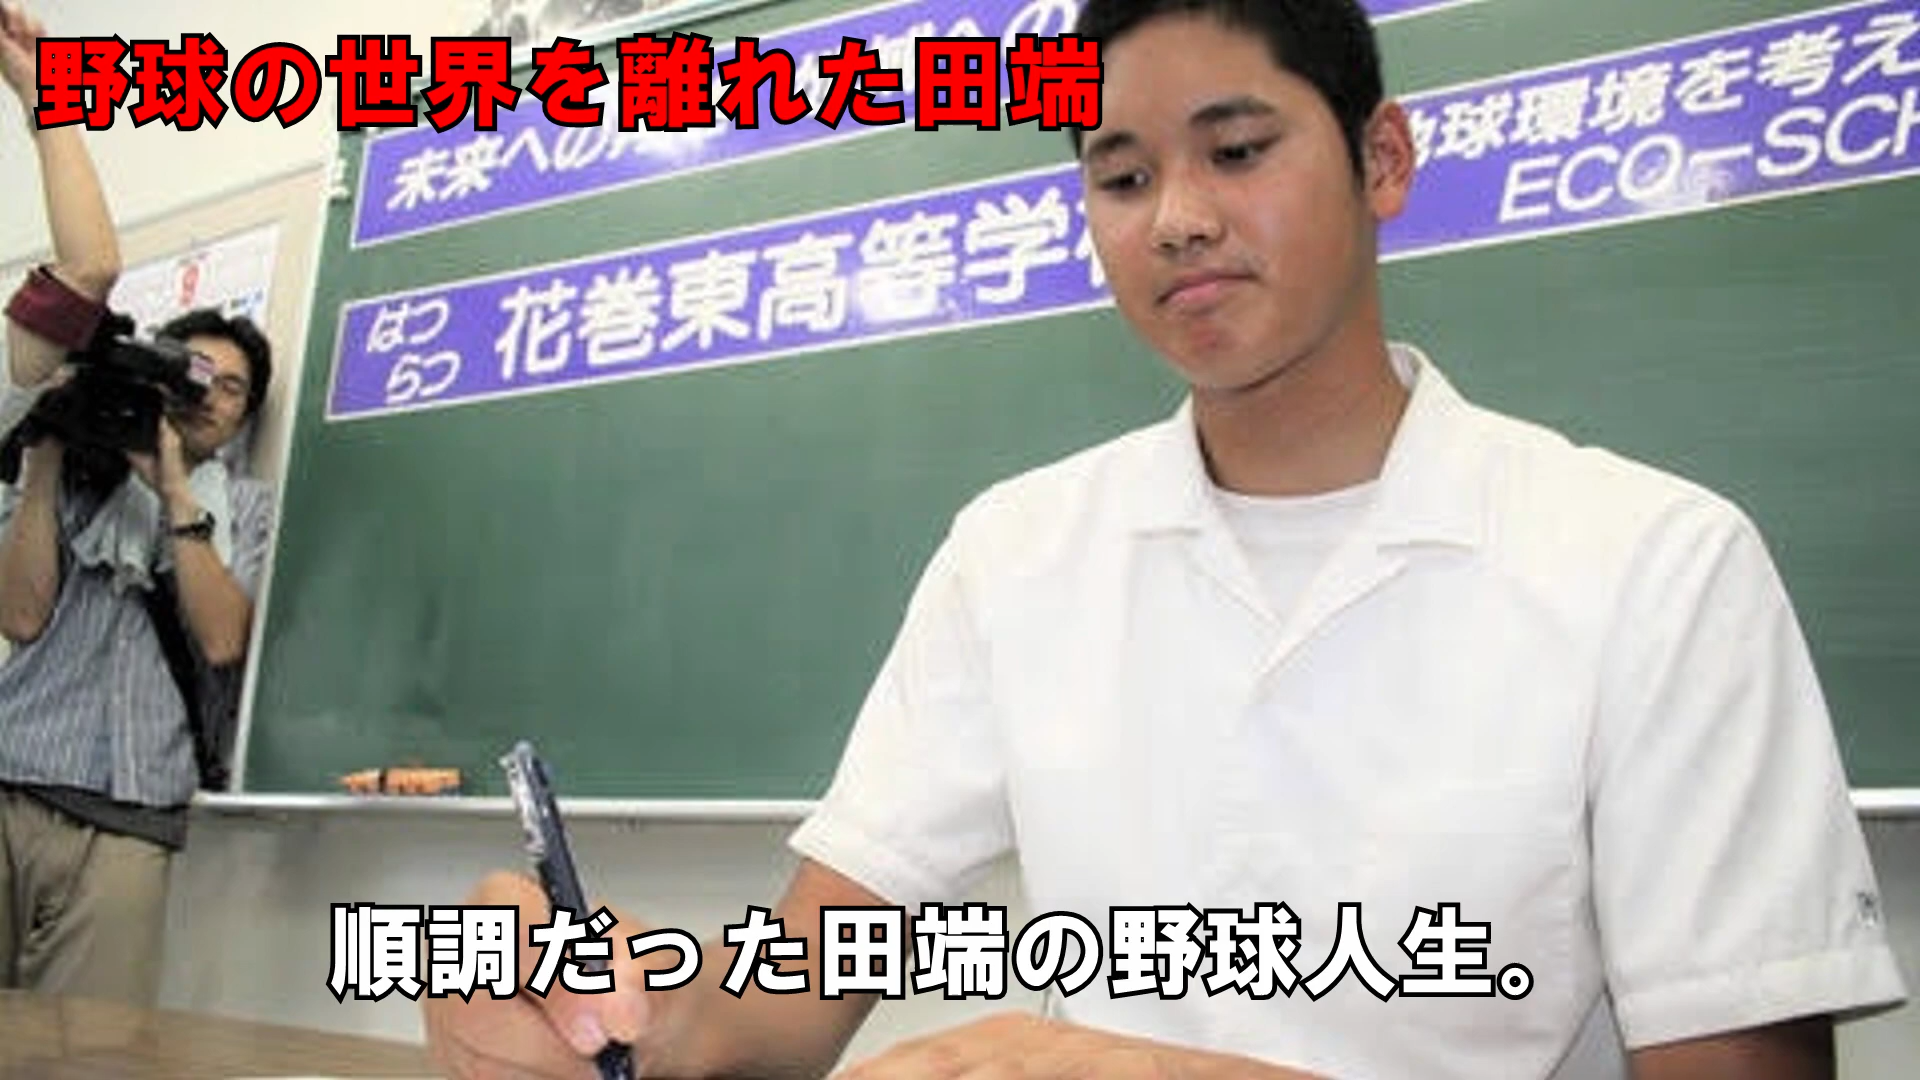 野球の世界を離れた田端
未来への
地球環境を考え
ECO-SCH
はつ
らつ
花巻東高等学
順調だった田端の野球人生。